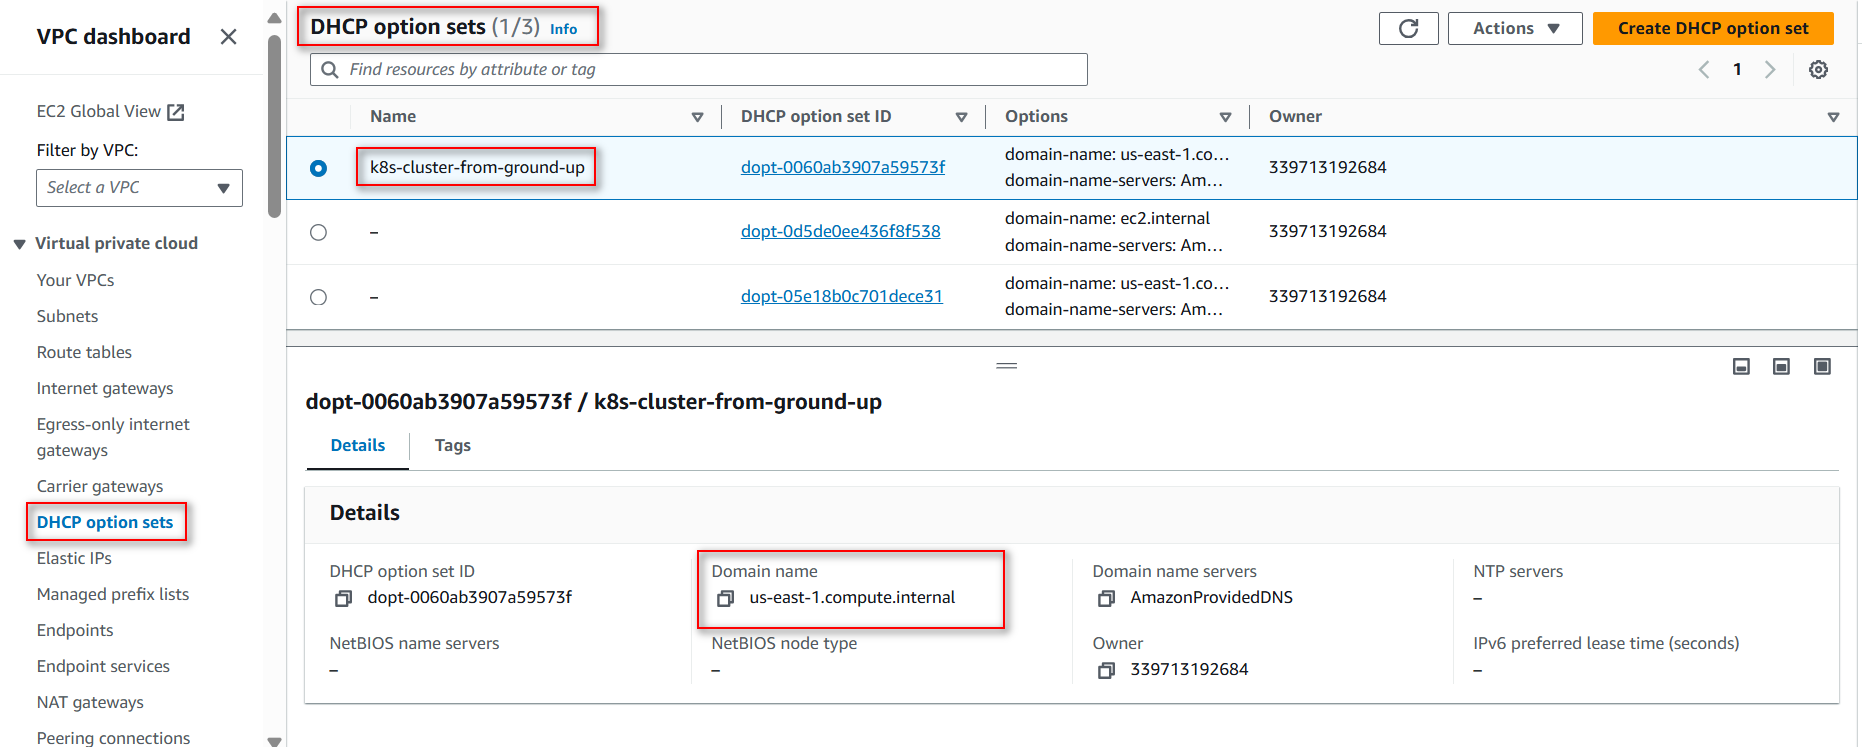 VPC dashboard
EC2 Global View
Filter by VPC:
Select a VPC
Virtual private cloud
Your VPCs
Subnets
Route tables
Internet gateways
Egress-only internet
gateways
Carrier gateways
DHCP option sets
Elastic IPs
Managed prefix lists
Endpoints
Endpoint services
NAT gateways
Peering connections
DHCP option sets (1/3) Info
Actions
Create DHCP option set
Find resources by attribute or tag
1
Name DHCP option set ID Options Owner
k8s-cluster-from-ground-up dopt-0060ab3907a59573f domain-name: us-east-1.co... 339713192684
domain-name-servers: Am...
– dopt-0d5de0ee436f8f538 domain-name: ec2.internal 339713192684
domain-name-servers: Am...
– dopt-05e18b0c701dece31 domain-name: us-east-1.co... 339713192684
domain-name-servers: Am...
dopt-0060ab3907a59573f / k8s-cluster-from-ground-up
Details Tags
Details
DHCP option set ID Domain name Domain name servers NTP servers
dopt-0060ab3907a59573f us-east-1.compute.internal AmazonProvidedDNS –
NetBIOS name servers NetBIOS node type Owner IPv6 preferred lease time (seconds)
– – 339713192684 –